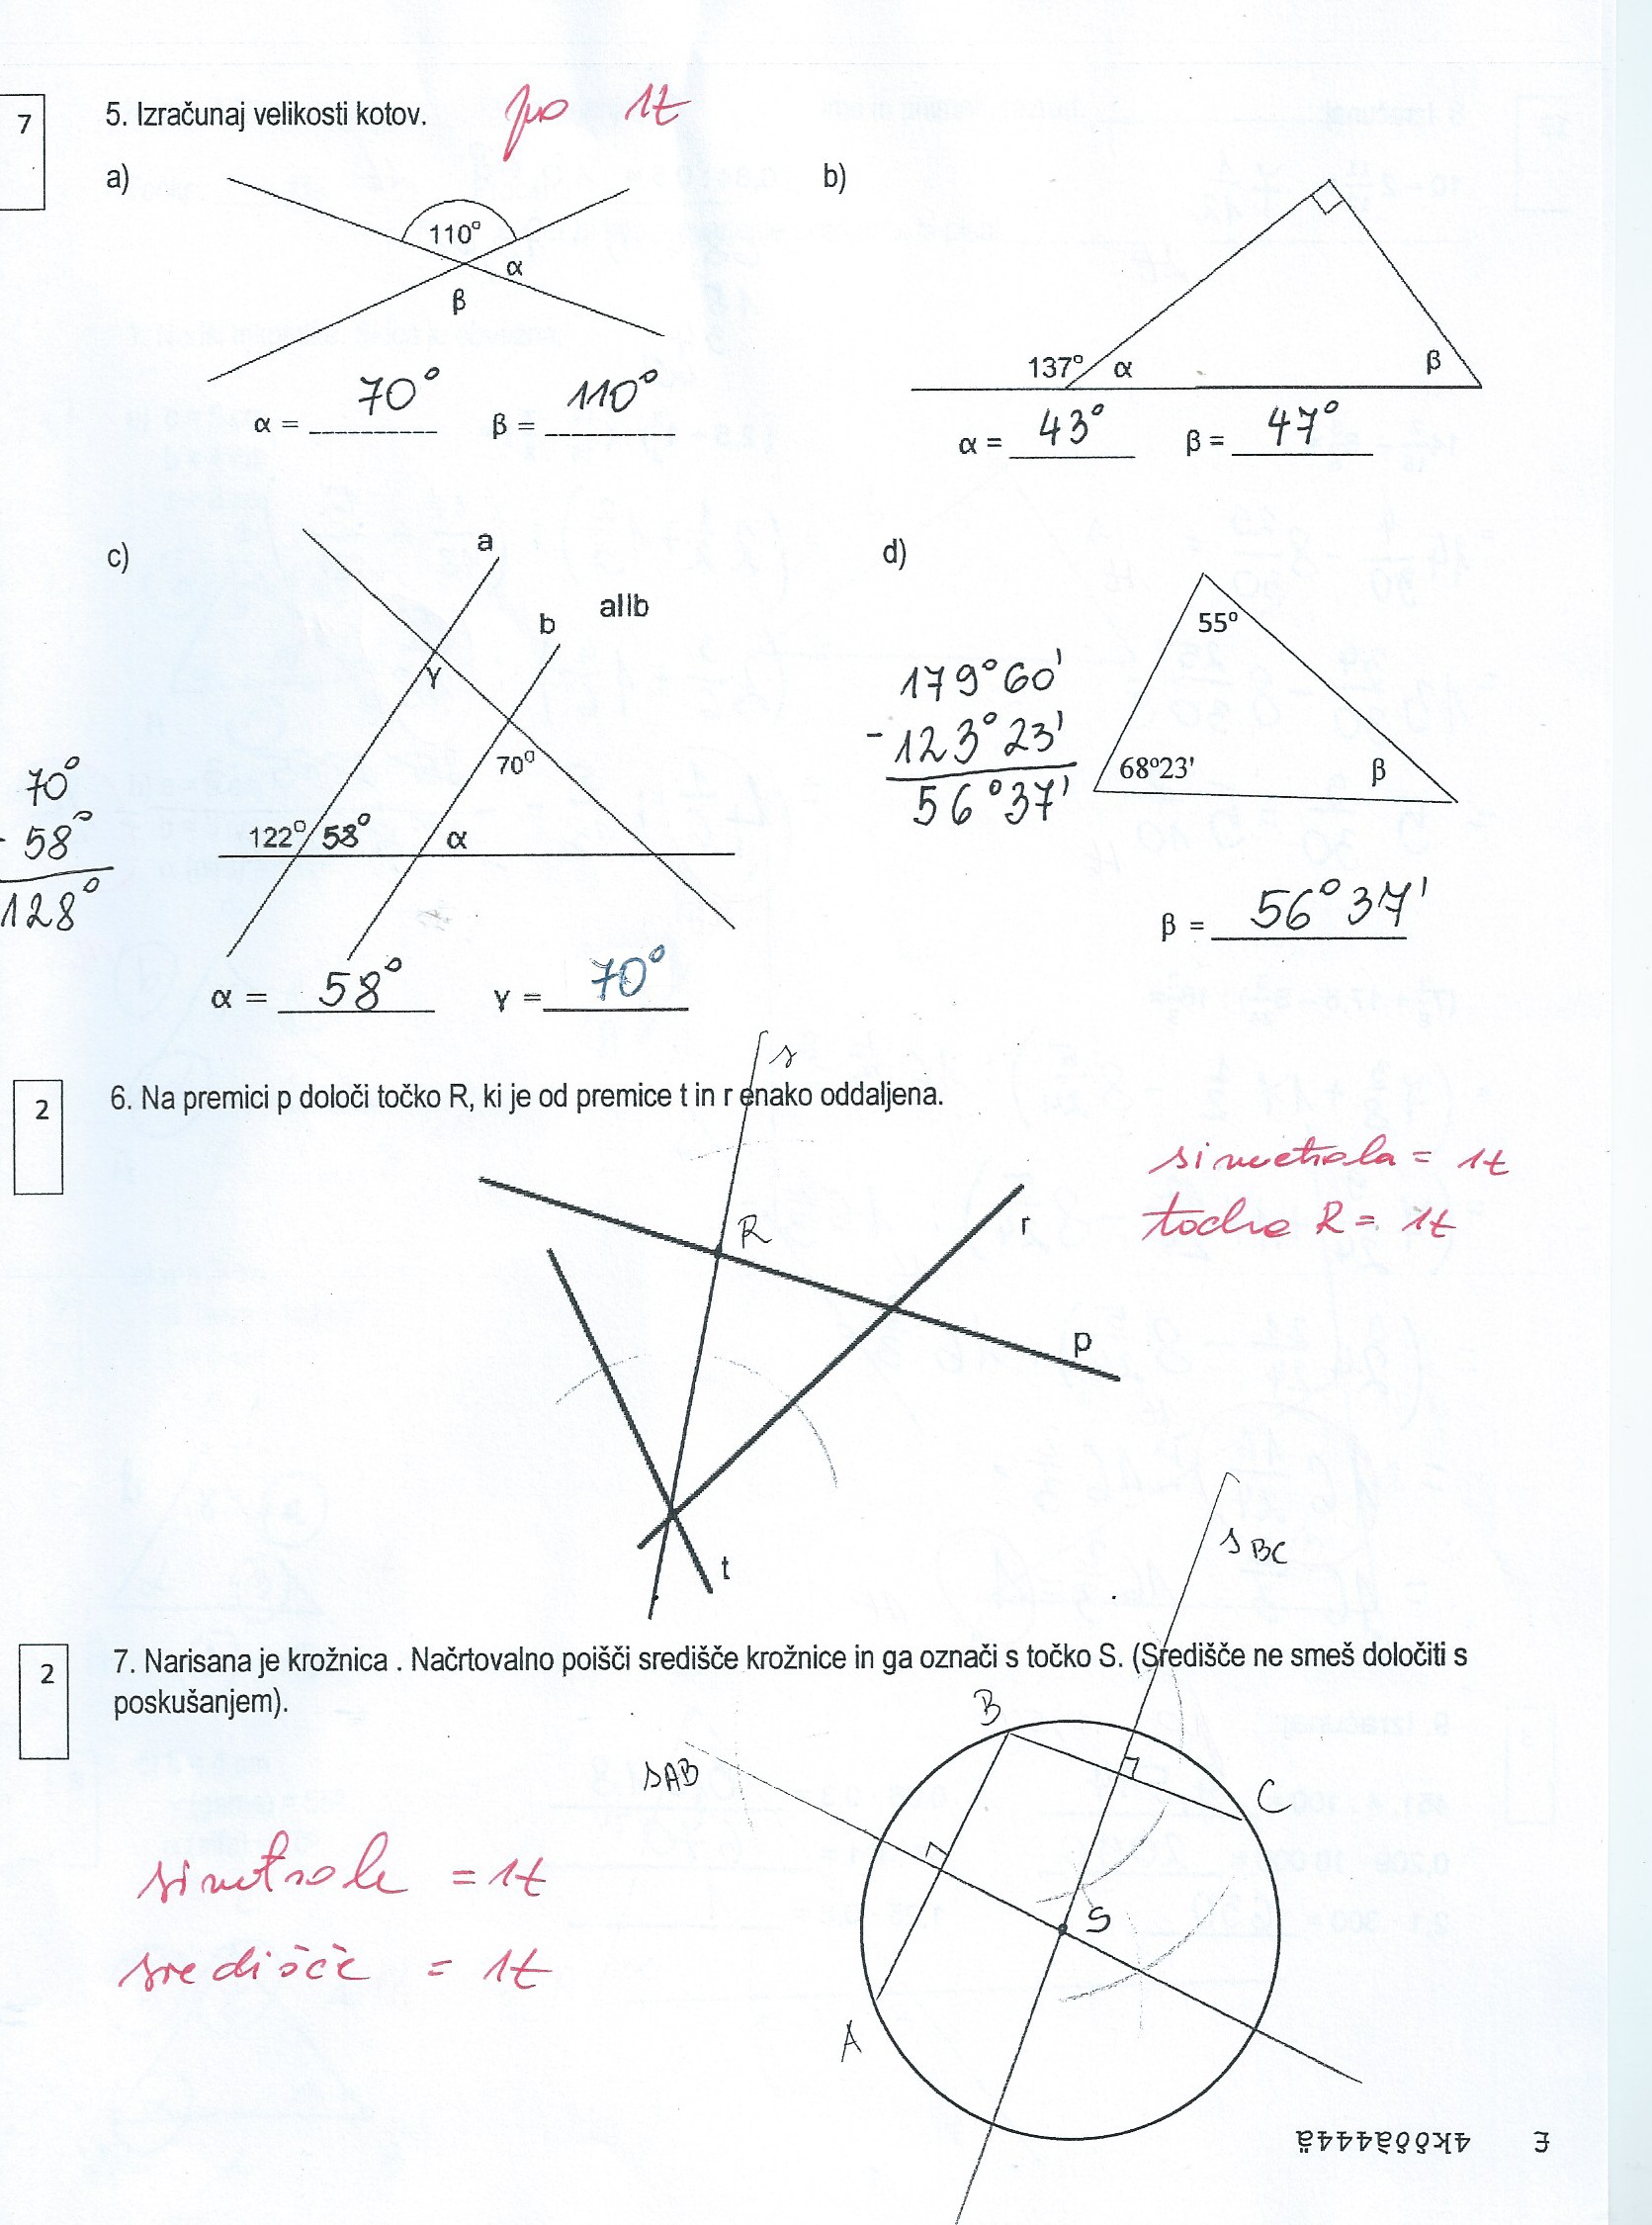 7
5. Izračunaj velikosti kotov.
po 1t
a)
110°
α
β
α = 70°
β = 110°
b)
137°
α
β
α = 43°
β = 47°
c)
a
b
a||b
γ
70°
122°
58°
α
70°
- 58°
128°
α = 58°
γ = 70°
d)
55°
68°23'
β
179°60'
- 123°23'
56°37'
β = 56°37'
s
2
6. Na premici p določi točko R, ki je od premice t in r enako oddaljena.
simetrala = 1t
točka R = 1t
R
r
p
t
s BC
2
7. Narisana je krožnica . Načrtovalno poišči središče krožnice in ga označi s točko S. (Središče ne smeš določiti s
poskušanjem).
B
s AB
C
simetrale = 1t
središče = 1t
S
A